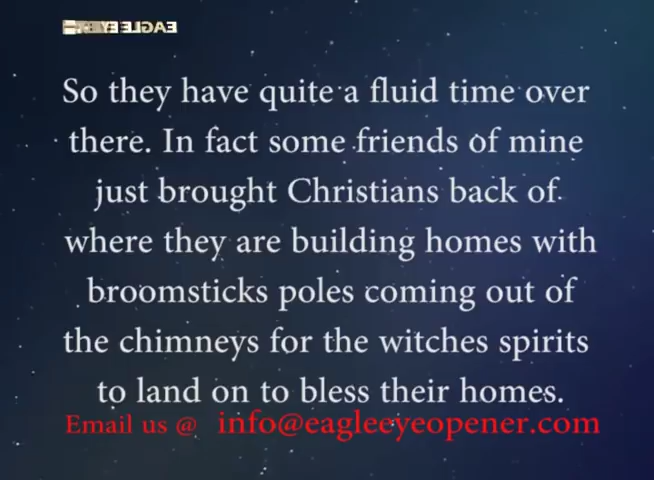 EAGLE EYE
So they have quite a fluid time over
there. In fact some friends of mine
just brought Christians back of
where they are building homes with
broomsticks poles coming out of
the chimneys for the witches spirits
to land on to bless their homes.
Email us @ info@eagleeyeopener.com